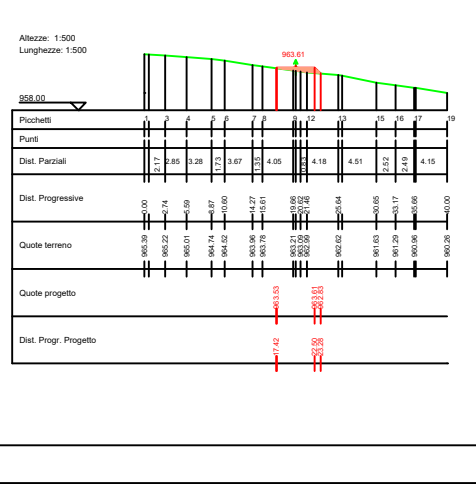 Altezze: 1:500
Lunghezze: 1:500
963.61
958.00
Picchetti 1 3 4 5 6 7 8 9 12 13 15 16 17 19
Punti
Dist. Parziali 2.17 2.85 3.28 1.73 3.67 1.35 4.05 0.83 4.18 4.51 2.52 2.49 4.15
Dist. Progressive 0.00 2.74 5.59 8.87 10.60 14.27 15.61 19.66 20.62 21.46 25.64 30.65 33.17 35.66 40.00
Quote terreno 965.39 965.22 965.01 964.74 964.52 963.96 963.78 963.21 963.09 962.99 962.62 961.63 961.29 960.96 960.26
Quote progetto 963.53 963.61 962.83
Dist. Progr. Progetto 17.42 22.50 23.28